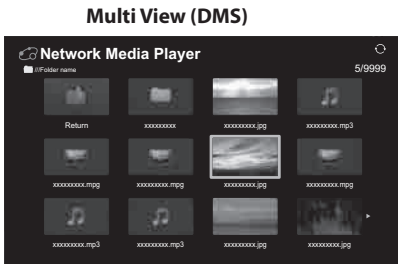 Multi View (DMS)
Network Media Player
///Folder name
5/9999
Return xxxxxxxxx xxxxxxxxx.jpg xxxxxxxxx.mp3
xxxxxxxxx.mpg xxxxxxxxx.mpg xxxxxxxxx.jpg xxxxxxxxx.mpg
xxxxxxxxx.mp3 xxxxxxxxx.mp3 xxxxxxxxx.jpg xxxxxxxxx.jpg